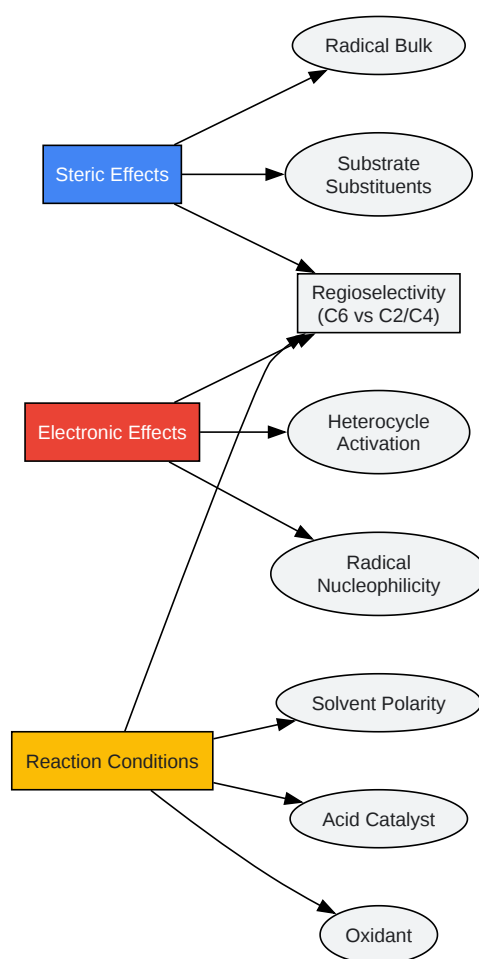 Radical Bulk
Steric Effects
Substrate
Substituents
Regioselectivity
(C6 vs C2/C4)
Electronic Effects
Heterocycle
Activation
Radical
Nucleophilicity
Solvent Polarity
Reaction Conditions
Acid Catalyst
Oxidant